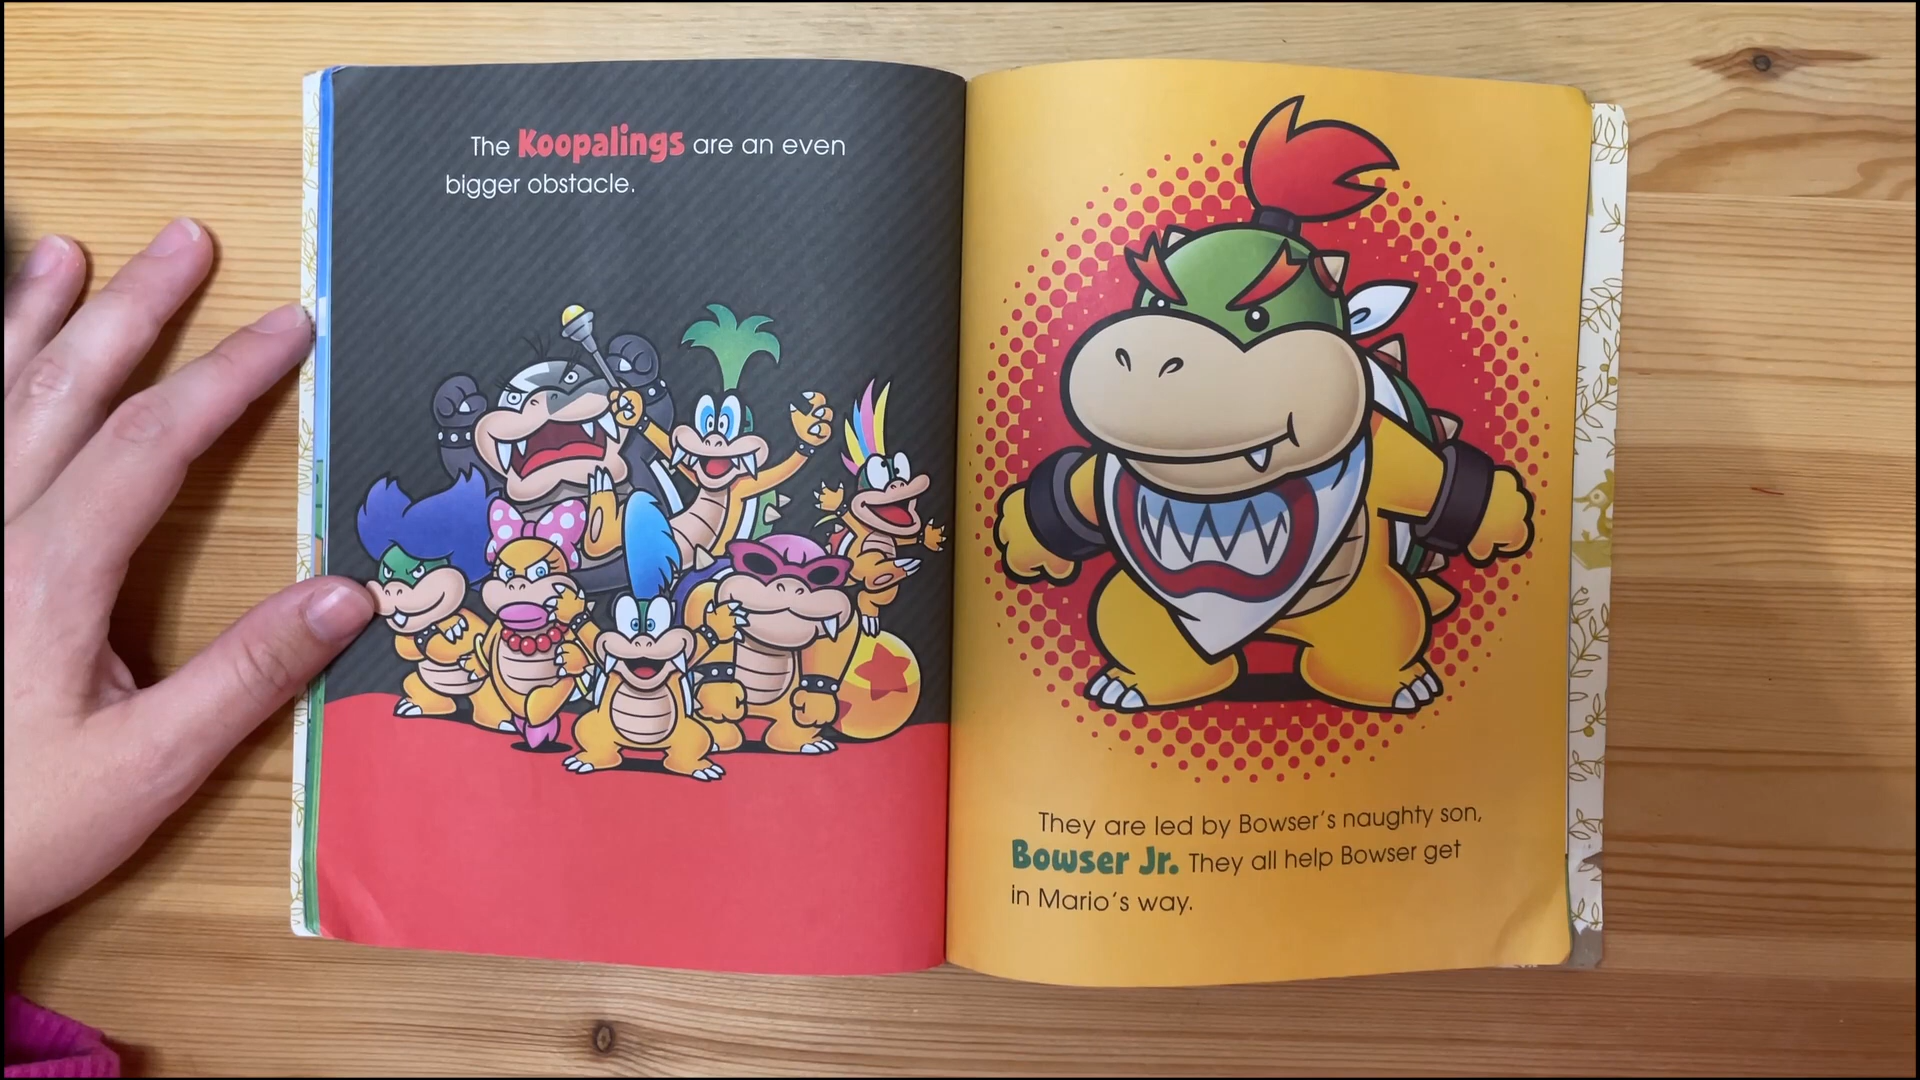 The Koopalings are an even
bigger obstacle.
They are led by Bowser's naughty son,
Bowser Jr. They all help Bowser get
in Mario's way.